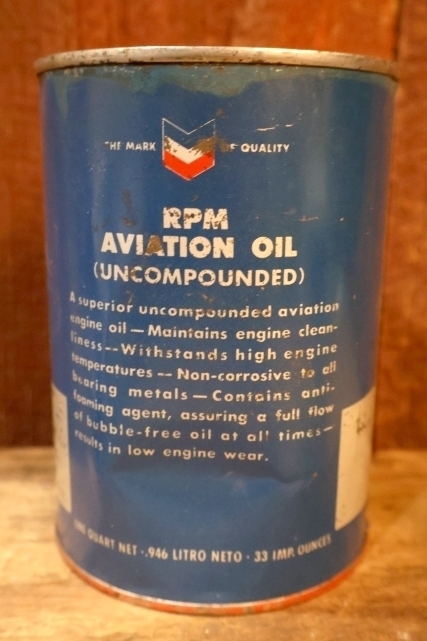 THE MARK OF QUALITY
RPM
AVIATION OIL
(UNCOMPOUNDED)
A superior uncompounded aviation
engine oil — Maintains engine clean-
liness -- Withstands high engine
temperatures -- Non-corrosive to all
bearing metals — Contains anti-
foaming agent, assuring a full flow
of bubble-free oil at all times —
results in low engine wear.
ONE QUART NET · .946 LITRO NETO · 33 IMP. OUNCES